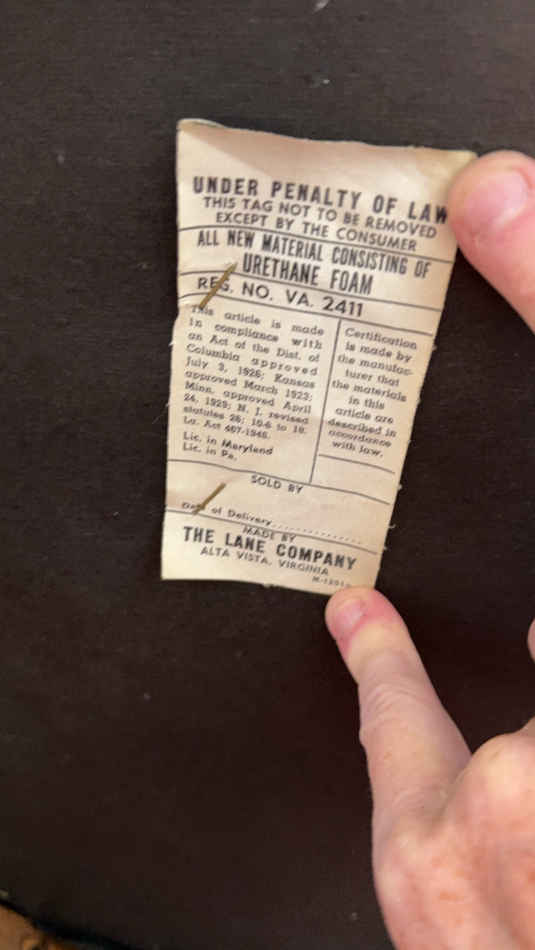 UNDER PENALTY OF LAW
THIS TAG NOT TO BE REMOVED
EXCEPT BY THE CONSUMER
ALL NEW MATERIAL CONSISTING OF
URETHANE FOAM
REG. NO. VA. 2411
This article is made
in compliance with
an Act of the Dist. of
Columbia approved
July 3, 1926; Kansas
approved March 1923;
Minn. approved April
24, 1929; N. J. revised
statutes 26; 10-6 to 18.
La. Act 467-1948.
Lic. in Maryland
Lic. in Pa.
Certification
is made by
the manufac-
turer that
the materials
in this
article are
described in
accordance
with law.
SOLD BY
Date of Delivery
MADE BY
THE LANE COMPANY
ALTA VISTA, VIRGINIA